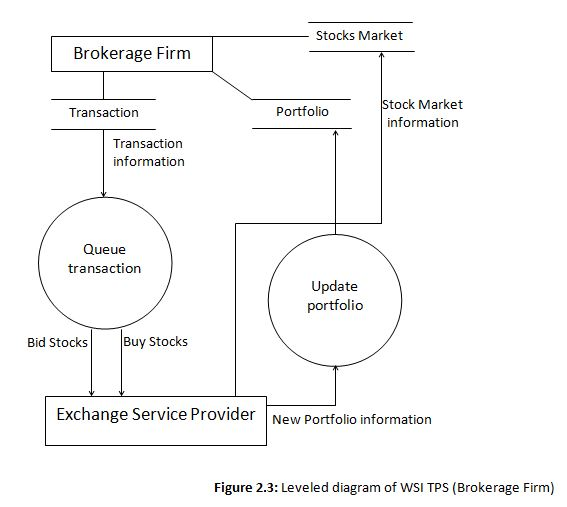 Stocks Market
Brokerage Firm
Transaction
Portfolio
Stock Market
information
Transaction
information
Queue
transaction
Update
portfolio
Bid Stocks
Buy Stocks
Exchange Service Provider
New Portfolio information
Figure 2.3: Leveled diagram of WSI TPS (Brokerage Firm)